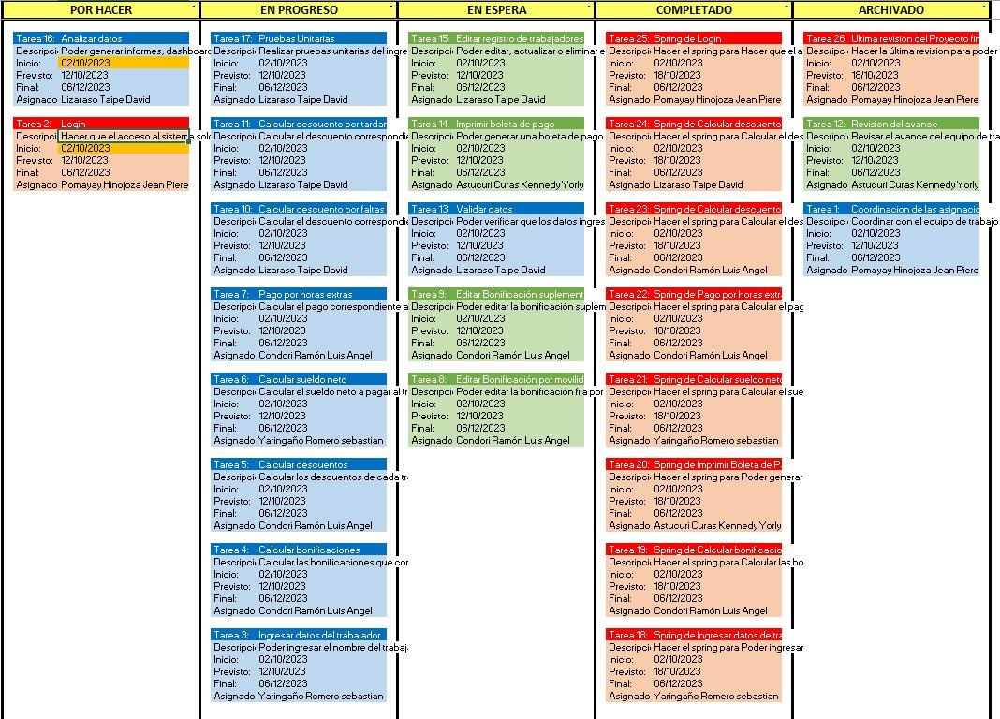 POR HACER
Tarea 16: Analizar datos
Descripci Poder generar informes, dashboar
Inicio: 02/10/2023
Previsto: 12/10/2023
Final: 06/12/2023
Asignado Lizaraso Taipe David
Tarea 2: Login
Descripci Hacer que el acceso al sistema solo
Inicio: 02/10/2023
Previsto: 12/10/2023
Final: 06/12/2023
Asignado Pomayay Hinojoza Jean Piere
EN PROGRESO
Tarea 17: Pruebas Unitarias
Descripci Realizar pruebas unitarias del ingre
Inicio: 02/10/2023
Previsto: 12/10/2023
Final: 06/12/2023
Asignado Lizaraso Taipe David
Tarea 11: Calcular descuento por tardan
Descripci Calcular el descuento correspondie
Inicio: 02/10/2023
Previsto: 12/10/2023
Final: 06/12/2023
Asignado Lizaraso Taipe David
Tarea 10: Calcular descuento por faltas
Descripci Calcular el descuento correspondie
Inicio: 02/10/2023
Previsto: 12/10/2023
Final: 06/12/2023
Asignado Lizaraso Taipe David
Tarea 7: Pago por horas extras
Descripci Calcular el pago correspondiente a
Inicio: 02/10/2023
Previsto: 12/10/2023
Final: 06/12/2023
Asignado Condori Ramón Luis Angel
Tarea 6: Calcular sueldo neto
Descripci Calcular el sueldo neto a pagar al tr
Inicio: 02/10/2023
Previsto: 12/10/2023
Final: 06/12/2023
Asignado Yaringaño Romero sebastian
Tarea 5: Calcular descuentos
Descripci Calcular los descuentos de cada tr
Inicio: 02/10/2023
Previsto: 12/10/2023
Final: 06/12/2023
Asignado Condori Ramón Luis Angel
Tarea 4: Calcular bonificaciones
Descripci Calcular las bonificaciones que cor
Inicio: 02/10/2023
Previsto: 12/10/2023
Final: 06/12/2023
Asignado Condori Ramón Luis Angel
Tarea 3: Ingresar datos del trabajador
Descripci Poder ingresar el nombre del trabaj
Inicio: 02/10/2023
Previsto: 12/10/2023
Final: 06/12/2023
Asignado Yaringaño Romero sebastian
EN ESPERA
Tarea 15: Editar registro de trabajadores
Descripci Poder editar, actualizar o eliminar e
Inicio: 02/10/2023
Previsto: 12/10/2023
Final: 06/12/2023
Asignado Lizaraso Taipe David
Tarea 14: Imprimir boleta de pago
Descripci Poder generar una boleta de pago
Inicio: 02/10/2023
Previsto: 12/10/2023
Final: 06/12/2023
Asignado Astucuri Curas Kennedy Yorly
Tarea 13: Validar datos
Descripci Poder verificar que los datos ingres
Inicio: 02/10/2023
Previsto: 12/10/2023
Final: 06/12/2023
Asignado Lizaraso Taipe David
Tarea 9: Editar Bonificación suplement
Descripci Poder editar la bonificación suplem
Inicio: 02/10/2023
Previsto: 12/10/2023
Final: 06/12/2023
Asignado Condori Ramón Luis Angel
Tarea 8: Editar Bonificación por movilid
Descripci Poder editar la bonificación fija por
Inicio: 02/10/2023
Previsto: 12/10/2023
Final: 06/12/2023
Asignado Condori Ramón Luis Angel
COMPLETADO
Tarea 25: Spring de Login
Descripci Hacer el spring para Hacer que el a
Inicio: 02/10/2023
Previsto: 18/10/2023
Final: 06/12/2023
Asignado Pomayay Hinojoza Jean Piere
Tarea 24: Spring de Calcular descuento
Descripci Hacer el spring para Calcular el des
Inicio: 02/10/2023
Previsto: 18/10/2023
Final: 06/12/2023
Asignado Lizaraso Taipe David
Tarea 23: Spring de Calcular descuento
Descripci Hacer el spring para Calcular el des
Inicio: 02/10/2023
Previsto: 18/10/2023
Final: 06/12/2023
Asignado Condori Ramón Luis Angel
Tarea 22: Spring de Pago por horas extr
Descripci Hacer el spring para Calcular el pag
Inicio: 02/10/2023
Previsto: 18/10/2023
Final: 06/12/2023
Asignado Condori Ramón Luis Angel
Tarea 21: Spring de Calcular sueldo neto
Descripci Hacer el spring para Calcular el sue
Inicio: 02/10/2023
Previsto: 18/10/2023
Final: 06/12/2023
Asignado Yaringaño Romero sebastian
Tarea 20: Spring de Imprimir Boleta de P
Descripci Hacer el spring para Poder generar
Inicio: 02/10/2023
Previsto: 18/10/2023
Final: 06/12/2023
Asignado Astucuri Curas Kennedy Yorly
Tarea 19: Spring de Calcular bonificacio
Descripci Hacer el spring para Calcular las bo
Inicio: 02/10/2023
Previsto: 18/10/2023
Final: 06/12/2023
Asignado Condori Ramón Luis Angel
Tarea 18: Spring de Ingresar datos de tra
Descripci Hacer el spring para Poder ingresar
Inicio: 02/10/2023
Previsto: 18/10/2023
Final: 06/12/2023
Asignado Yaringaño Romero sebastian
ARCHIVADO
Tarea 26: Ultima revision del Proyecto fin
Descripci Hacer la última revision para poder
Inicio: 02/10/2023
Previsto: 18/10/2023
Final: 06/12/2023
Asignado Pomayay Hinojoza Jean Piere
Tarea 12: Revision del avance
Descripci Revisar el avance del equipo de tra
Inicio: 02/10/2023
Previsto: 12/10/2023
Final: 06/12/2023
Asignado Astucuri Curas Kennedy Yorly
Tarea 1: Coordinacion de las asignacio
Descripci Coordinar con el equipo de trabajo
Inicio: 02/10/2023
Previsto: 12/10/2023
Final: 06/12/2023
Asignado Pomayay Hinojoza Jean Piere